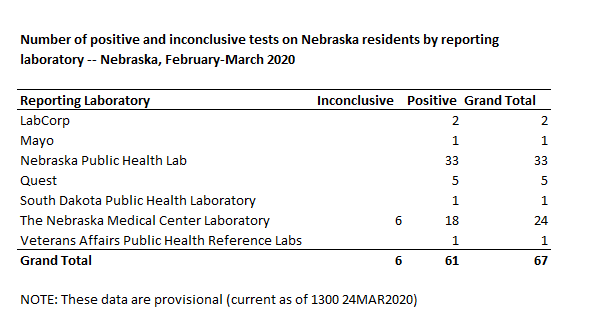 Number of positive and inconclusive tests on Nebraska residents by reporting
laboratory -- Nebraska, February-March 2020
Reporting Laboratory Inconclusive Positive Grand Total
LabCorp 2 2
Mayo 1 1
Nebraska Public Health Lab 33 33
Quest 5 5
South Dakota Public Health Laboratory 1 1
The Nebraska Medical Center Laboratory 6 18 24
Veterans Affairs Public Health Reference Labs 1 1
Grand Total 6 61 67
NOTE: These data are provisional (current as of 1300 24MAR2020)